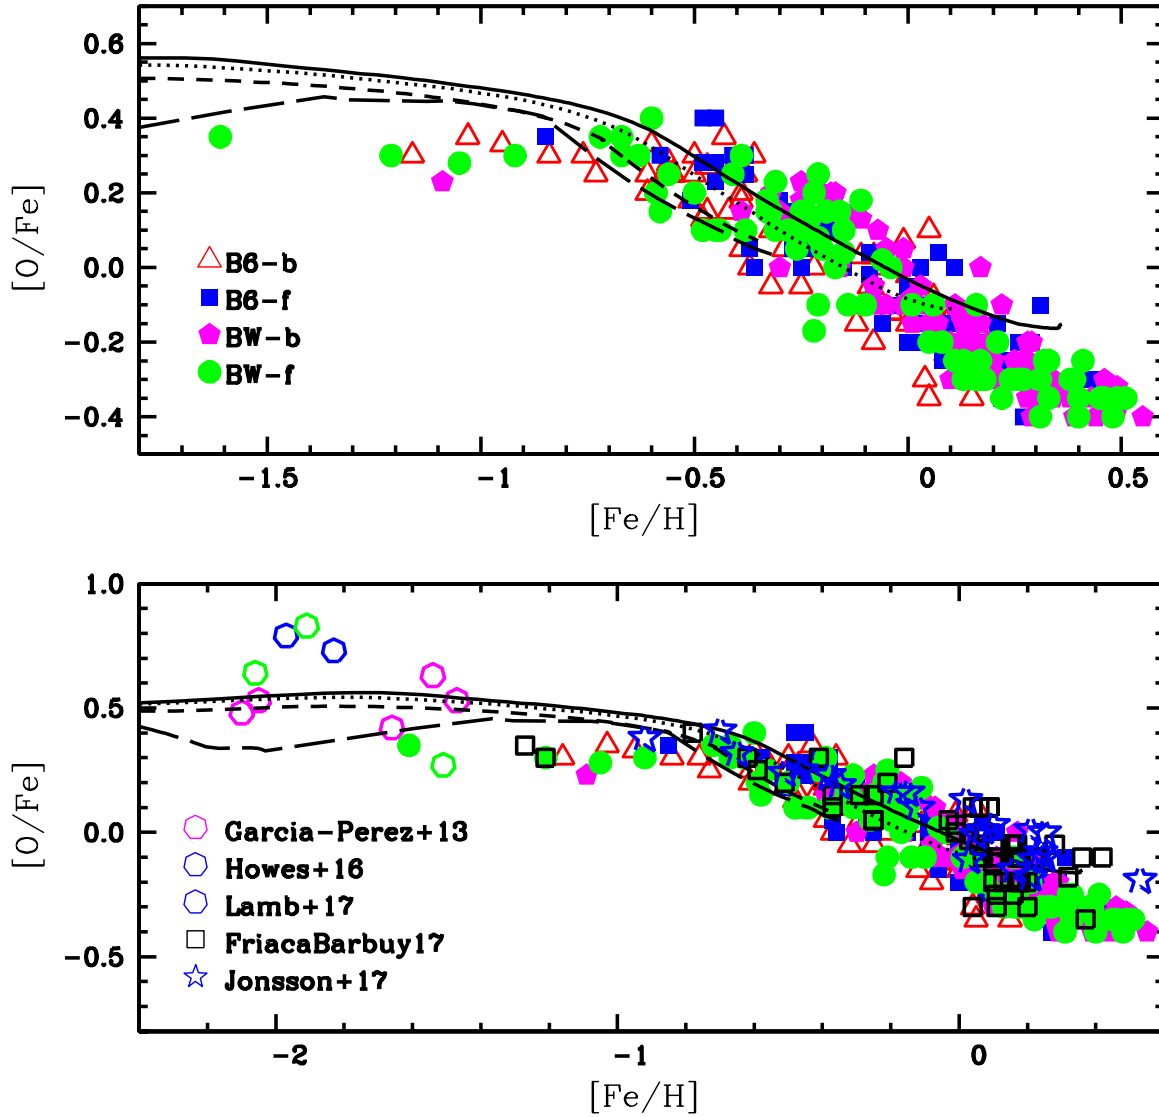 0.6
0.4
0.2
0.0
-0.2
-0.4
[O/Fe]
B6-b
B6-f
BW-b
BW-f
-1.5
-1
-0.5
0
0.5
[Fe/H]
1.0
0.5
0.0
-0.5
[O/Fe]
Garcia-Perez+13
Howes+16
Lamb+17
FriacaBarbuy17
Jonsson+17
-2
-1
0
[Fe/H]